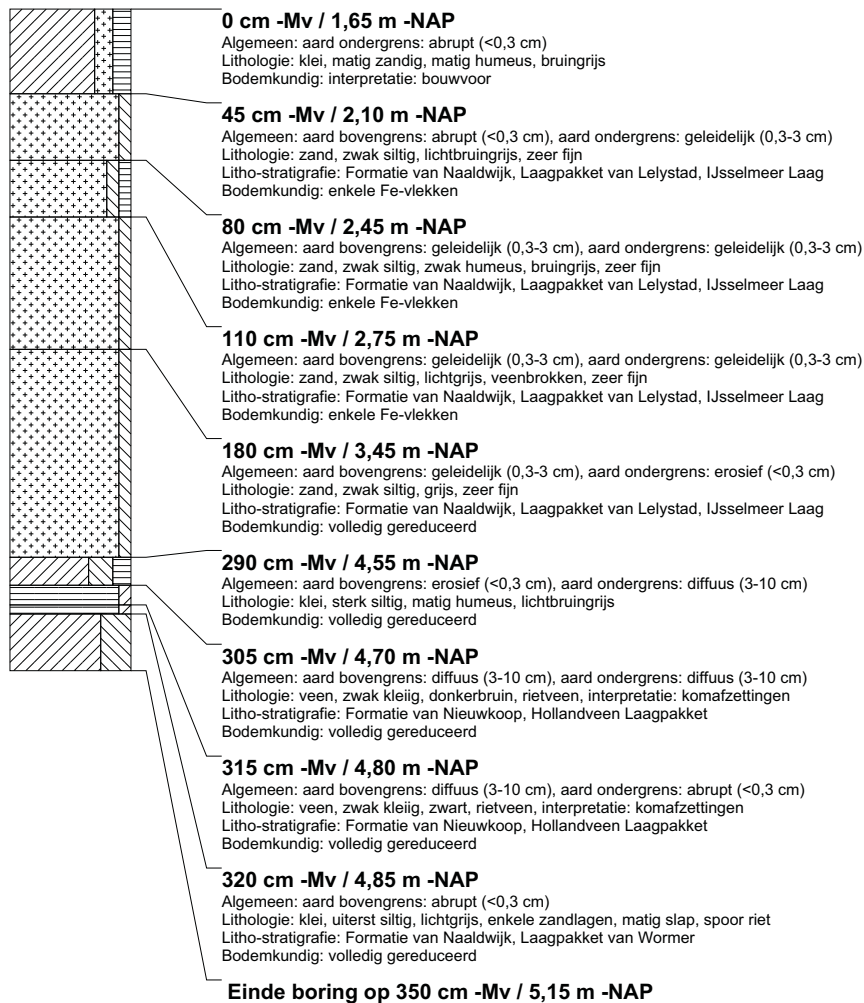 0 cm -Mv / 1,65 m -NAP
Algemeen: aard ondergrens: abrupt (<0,3 cm)
Lithologie: klei, matig zandig, matig humeus, bruingrijs
Bodemkundig: interpretatie: bouwvoor
45 cm -Mv / 2,10 m -NAP
Algemeen: aard bovengrens: abrupt (<0,3 cm), aard ondergrens: geleidelijk (0,3-3 cm)
Lithologie: zand, zwak siltig, lichtbruingrijs, zeer fijn
Litho-stratigrafie: Formatie van Naaldwijk, Laagpakket van Lelystad, IJsselmeer Laag
Bodemkundig: enkele Fe-vlekken
80 cm -Mv / 2,45 m -NAP
Algemeen: aard bovengrens: geleidelijk (0,3-3 cm), aard ondergrens: geleidelijk (0,3-3 cm)
Lithologie: zand, zwak siltig, zwak humeus, bruingrijs, zeer fijn
Litho-stratigrafie: Formatie van Naaldwijk, Laagpakket van Lelystad, IJsselmeer Laag
Bodemkundig: enkele Fe-vlekken
110 cm -Mv / 2,75 m -NAP
Algemeen: aard bovengrens: geleidelijk (0,3-3 cm), aard ondergrens: geleidelijk (0,3-3 cm)
Lithologie: zand, zwak siltig, lichtgrijs, veenbrokken, zeer fijn
Litho-stratigrafie: Formatie van Naaldwijk, Laagpakket van Lelystad, IJsselmeer Laag
Bodemkundig: enkele Fe-vlekken
180 cm -Mv / 3,45 m -NAP
Algemeen: aard bovengrens: geleidelijk (0,3-3 cm), aard ondergrens: erosief (<0,3 cm)
Lithologie: zand, zwak siltig, grijs, zeer fijn
Litho-stratigrafie: Formatie van Naaldwijk, Laagpakket van Lelystad, IJsselmeer Laag
Bodemkundig: volledig gereduceerd
290 cm -Mv / 4,55 m -NAP
Algemeen: aard bovengrens: erosief (<0,3 cm), aard ondergrens: diffuus (3-10 cm)
Lithologie: klei, sterk siltig, matig humeus, lichtbruingrijs
Bodemkundig: volledig gereduceerd
305 cm -Mv / 4,70 m -NAP
Algemeen: aard bovengrens: diffuus (3-10 cm), aard ondergrens: diffuus (3-10 cm)
Lithologie: veen, zwak kleiig, donkerbruin, rietveen, interpretatie: komafzettingen
Litho-stratigrafie: Formatie van Nieuwkoop, Hollandveen Laagpakket
Bodemkundig: volledig gereduceerd
315 cm -Mv / 4,80 m -NAP
Algemeen: aard bovengrens: diffuus (3-10 cm), aard ondergrens: abrupt (<0,3 cm)
Lithologie: veen, zwak kleiig, zwart, rietveen, interpretatie: komafzettingen
Litho-stratigrafie: Formatie van Nieuwkoop, Hollandveen Laagpakket
Bodemkundig: volledig gereduceerd
320 cm -Mv / 4,85 m -NAP
Algemeen: aard bovengrens: abrupt (<0,3 cm)
Lithologie: klei, uiterst siltig, lichtgrijs, enkele zandlagen, matig slap, spoor riet
Litho-stratigrafie: Formatie van Naaldwijk, Laagpakket van Wormer
Bodemkundig: volledig gereduceerd
Einde boring op 350 cm -Mv / 5,15 m -NAP